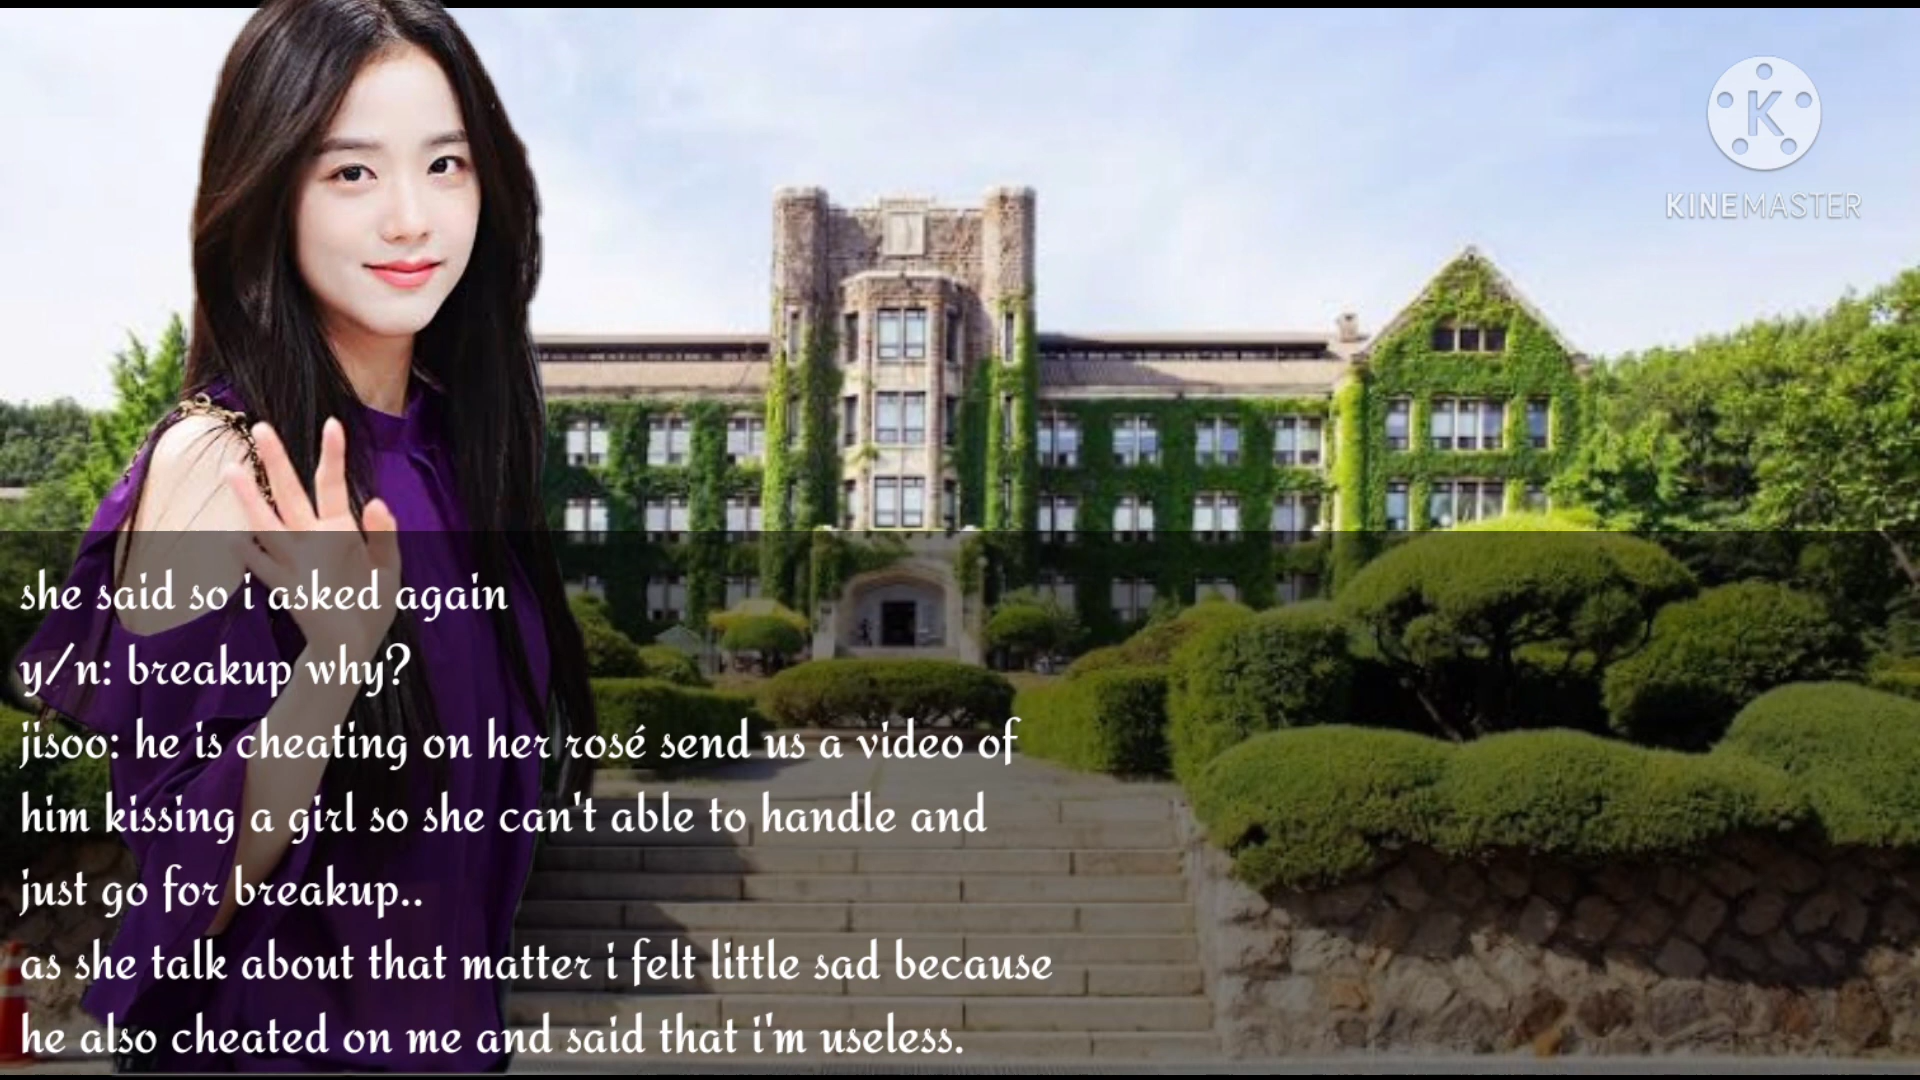 K
KINEMASTER
she said so i asked again
y/n: breakup why?
jisoo: he is cheating on her rosé send us a video of
him kissing a girl so she can't able to handle and
just go for breakup..
as she talk about that matter i felt little sad because
he also cheated on me and said that i'm useless.